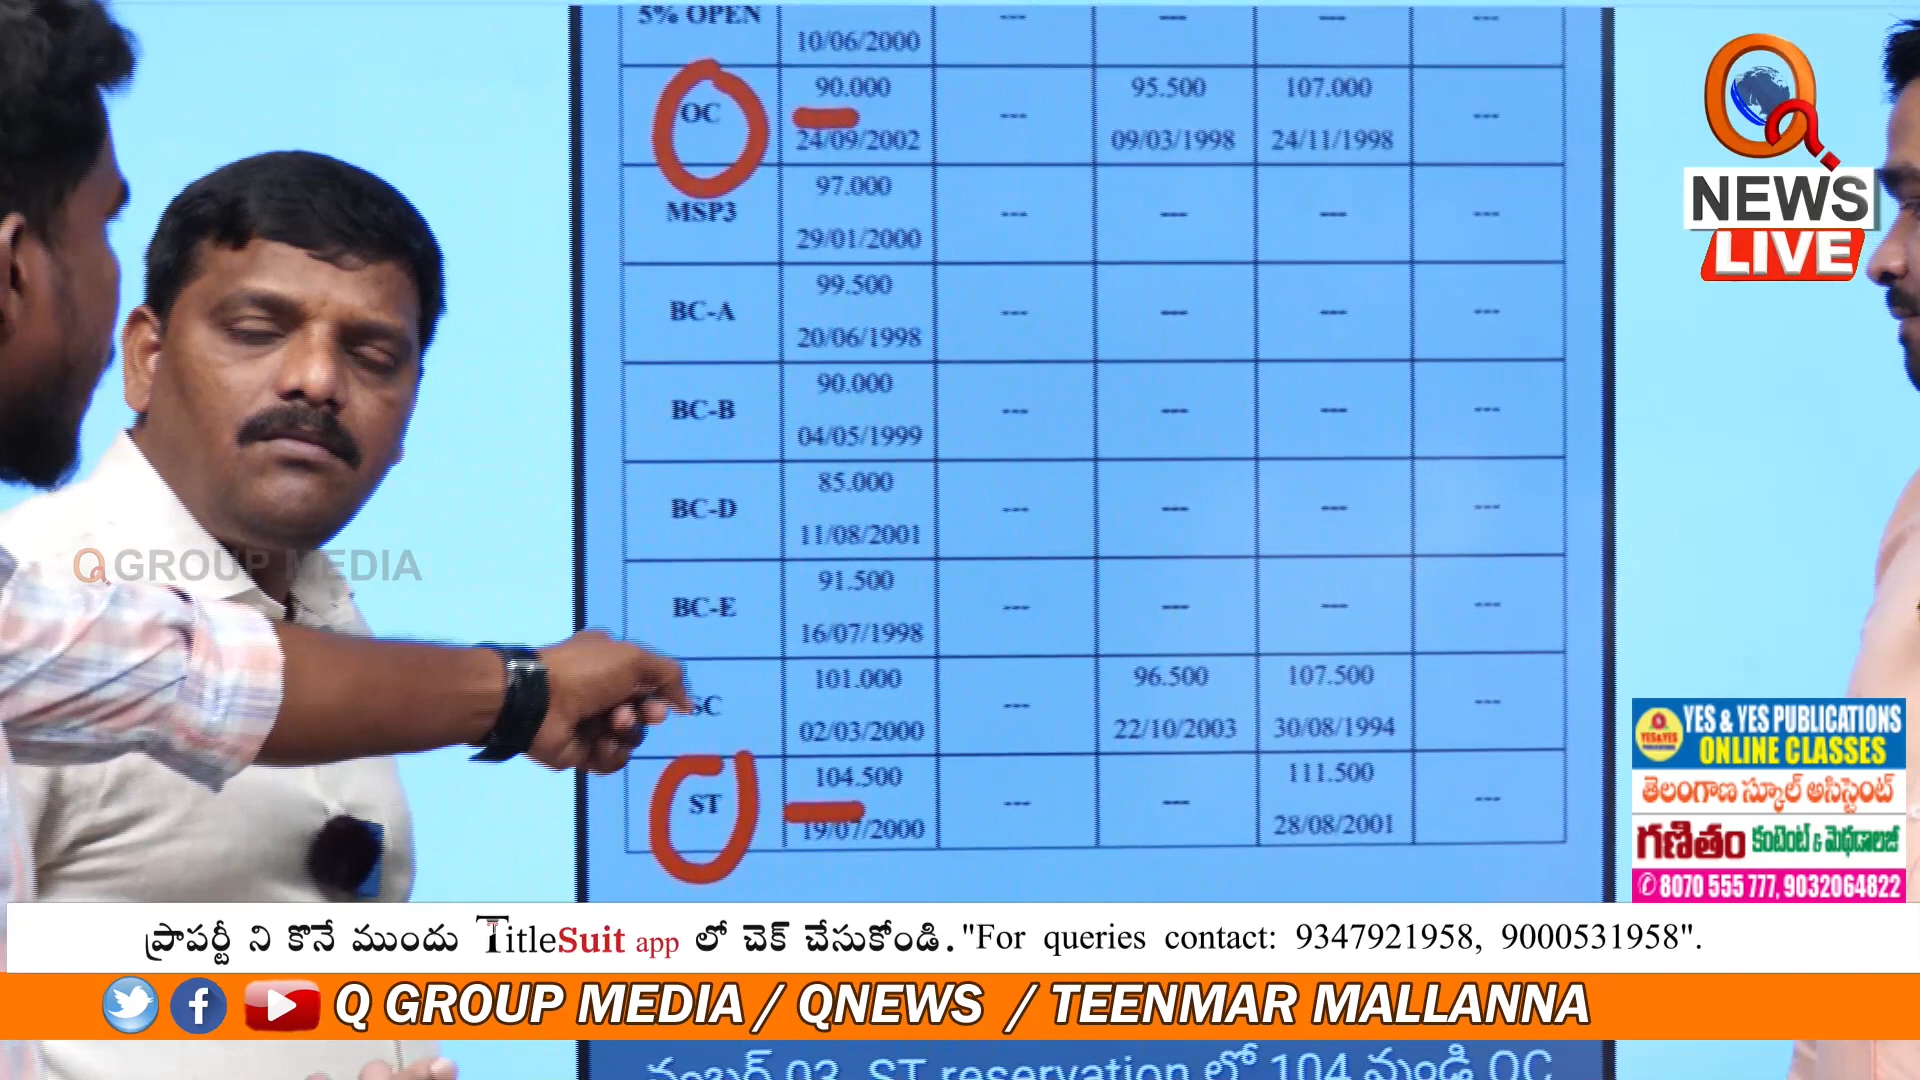 5% OPEN --- --- --- ---
10/06/2000
OC 90.000 --- 95.500 107.000 ---
24/09/2002 09/03/1998 24/11/1998
MSP3 97.000 --- --- --- ---
29/01/2000
BC-A 99.500 --- --- --- ---
20/06/1998
BC-B 90.000 --- --- --- ---
04/05/1999
BC-D 85.000 --- --- --- ---
11/08/2001
BC-E 91.500 --- --- --- ---
16/07/1998
SC 101.000 --- 96.500 107.500 ---
02/03/2000 22/10/2003 30/08/1994
ST 104.500 --- --- 111.500 ---
19/07/2000 28/08/2001
Q
NEWS
LIVE
Q GROUP MEDIA
YES & YES PUBLICATIONS
ONLINE CLASSES
తెలంగాణ స్కూల్ అసిస్టెంట్
గణితం కంటెంట్ & మెథడాలజీ
8070 555 777, 9032064822
ప్రాపర్టీ ని కొనే ముందు TitleSuit app లో చెక్ చేసుకోండి. "For queries contact: 9347921958, 9000531958".
Q GROUP MEDIA / QNEWS / TEENMAR MALLANNA
నంబర్ 03 ST reservation లో 104 నుండి OC